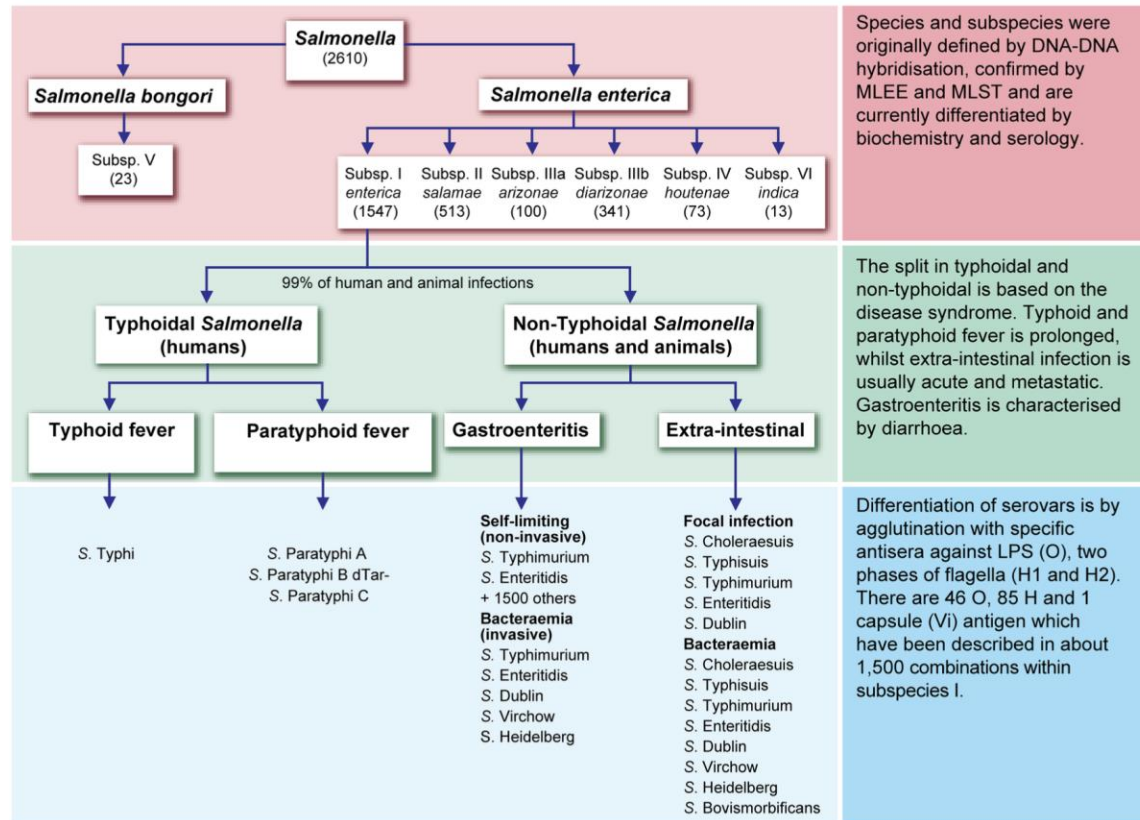 Salmonella
(2610)
Salmonella bongori
Salmonella enterica
Subsp. V
(23)
Subsp. I
enterica
(1547)
Subsp. II
salamae
(513)
Subsp. IIIa
arizonae
(100)
Subsp. IIIb
diarizonae
(341)
Subsp. IV
houtenae
(73)
Subsp. VI
indica
(13)
Species and subspecies were
originally defined by DNA-DNA
hybridisation, confirmed by
MLEE and MLST and are
currently differentiated by
biochemistry and serology.
99% of human and animal infections
Typhoidal Salmonella
(humans)
Non-Typhoidal Salmonella
(humans and animals)
Typhoid fever
Paratyphoid fever
Gastroenteritis
Extra-intestinal
The split in typhoidal and
non-typhoidal is based on the
disease syndrome. Typhoid and
paratyphoid fever is prolonged,
whilst extra-intestinal infection is
usually acute and metastatic.
Gastroenteritis is characterised
by diarrhoea.
S. Typhi
S. Paratyphi A
S. Paratyphi B dTar-
S. Paratyphi C
Self-limiting
(non-invasive)
S. Typhimurium
S. Enteritidis
+ 1500 others
Bacteraemia
(invasive)
S. Typhimurium
S. Enteritidis
S. Dublin
S. Virchow
S. Heidelberg
Focal infection
S. Choleraesuis
S. Typhisuis
S. Typhimurium
S. Enteritidis
S. Dublin
Bacteraemia
S. Choleraesuis
S. Typhisuis
S. Typhimurium
S. Enteritidis
S. Dublin
S. Virchow
S. Heidelberg
S. Bovismorbificans
Differentiation of serovars is by
agglutination with specific
antisera against LPS (O), two
phases of flagella (H1 and H2).
There are 46 O, 85 H and 1
capsule (Vi) antigen which
have been described in about
1,500 combinations within
subspecies I.